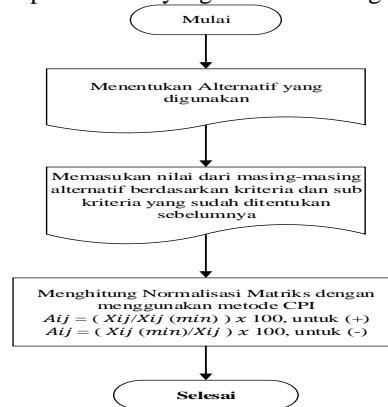 Mulai
Menentukan Alternatif yang
digunakan
Memasukan nilai dari masing-masing
alternatif berdasarkan kriteria dan sub
kriteria yang sudah ditentukan
sebelumnya
Menghitung Normalisasi Matriks dengan
menggunakan metode CPI
Aij = ( Xij/Xij (min) ) x 100, untuk (+)
Aij = ( Xij (min)/Xij ) x 100, untuk (-)
Selesai